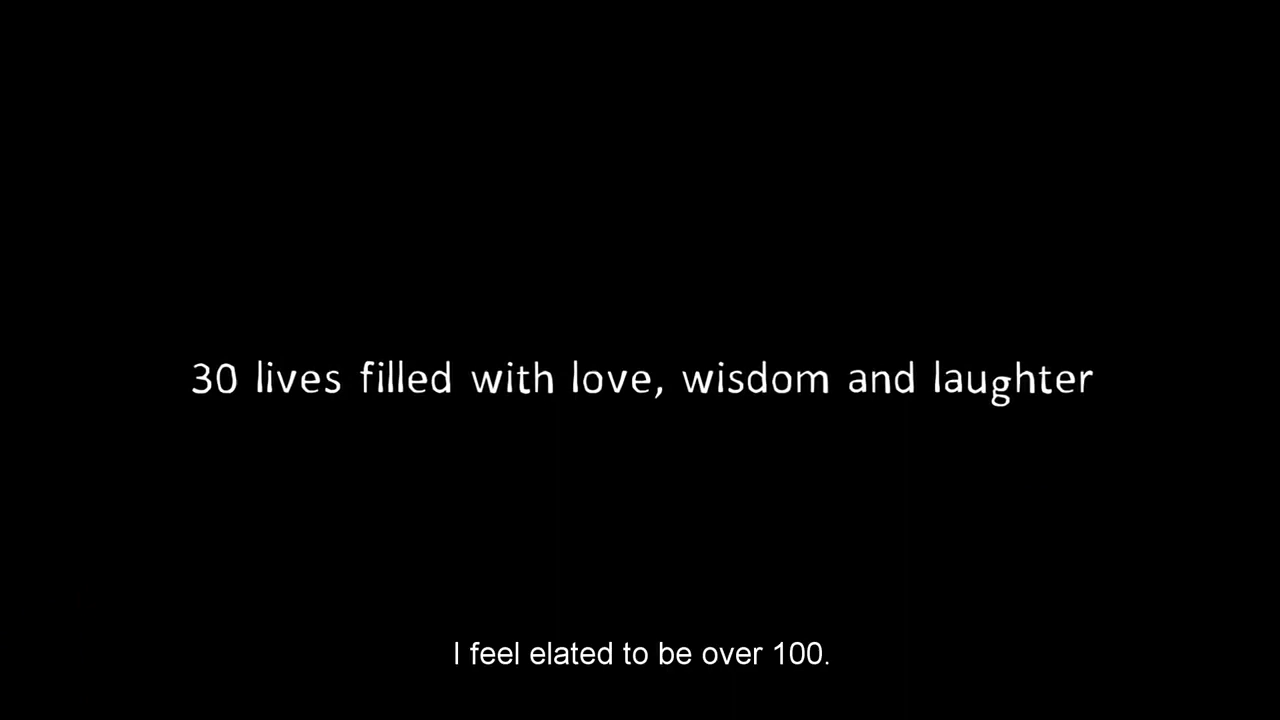 30 lives filled with love, wisdom and laughter
I feel elated to be over 100.